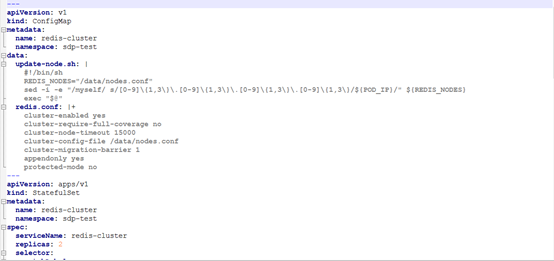 ---
apiVersion: v1
kind: ConfigMap
metadata:
  name: redis-cluster
  namespace: sdp-test
data:
  update-node.sh: |
    #!/bin/sh
    REDIS_NODES="/data/nodes.conf"
    sed -i -e "/myself/ s/[0-9]\{1,3\}\.[0-9]\{1,3\}\.[0-9]\{1,3\}\.[0-9]\{1,3\}/${POD_IP}/" ${REDIS_NODES}
    exec "$@"
  redis.conf: |+
    cluster-enabled yes
    cluster-require-full-coverage no
    cluster-node-timeout 15000
    cluster-config-file /data/nodes.conf
    cluster-migration-barrier 1
    appendonly yes
    protected-mode no
---
apiVersion: apps/v1
kind: StatefulSet
metadata:
  name: redis-cluster
  namespace: sdp-test
spec:
  serviceName: redis-cluster
  replicas: 2
  selector: